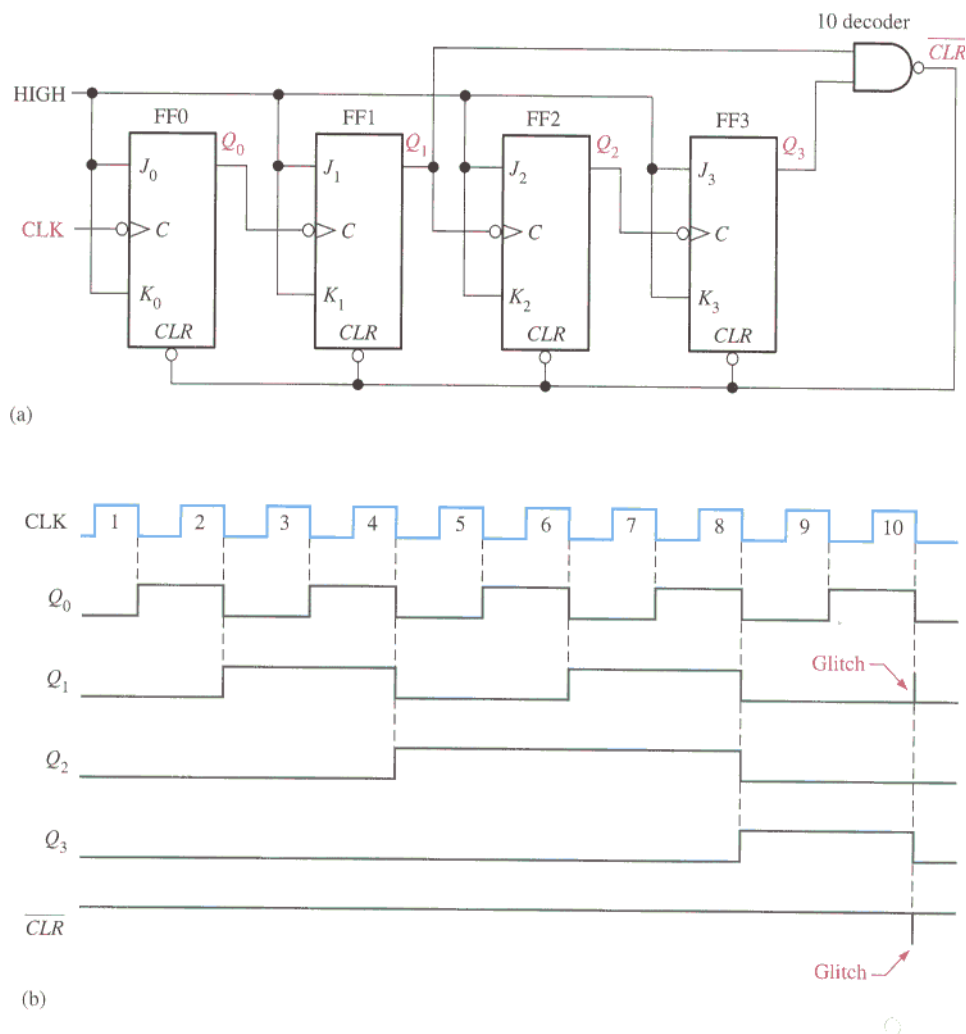 10 decoder
CLR
HIGH
FF0
FF1
FF2
FF3
Q0
Q1
Q2
Q3
J0
J1
J2
J3
CLK
C
C
C
C
K0
K1
K2
K3
CLR
CLR
CLR
CLR
(a)
CLK
1 2 3 4 5 6 7 8 9 10
Q0
Glitch
Q1
Q2
Q3
CLR
Glitch
(b)